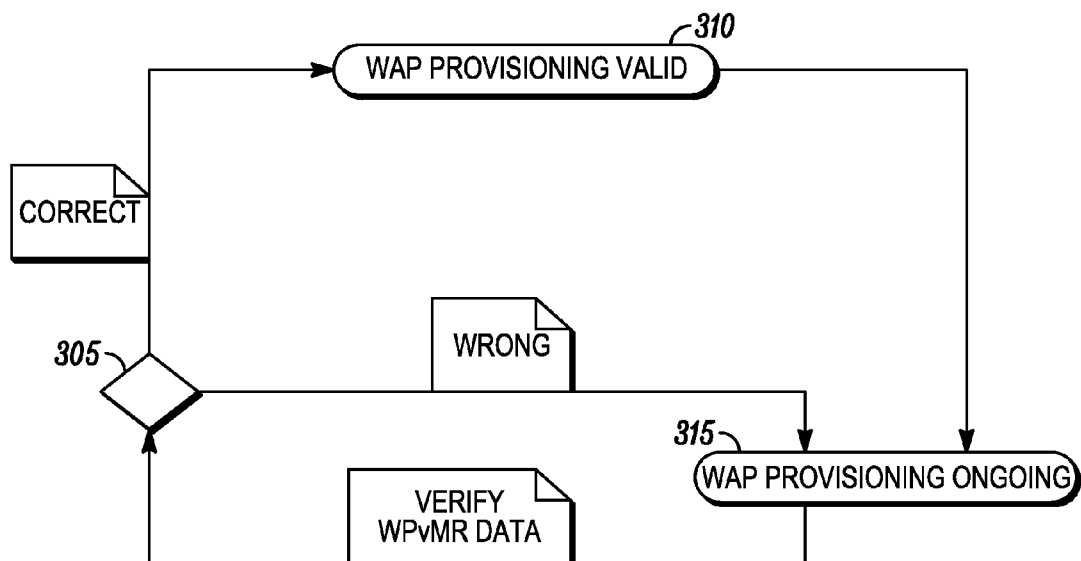 310
WAP PROVISIONING VALID
CORRECT
WRONG
305
315
WAP PROVISIONING ONGOING
VERIFY
WPvMR DATA